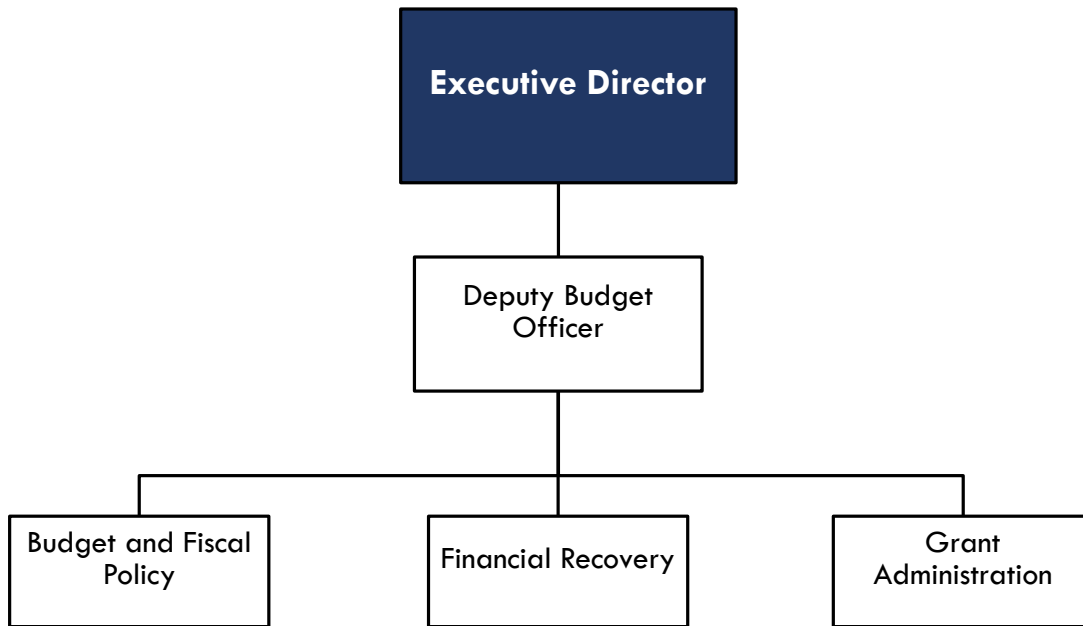 Executive Director
Deputy Budget
Officer
Budget and Fiscal
Policy
Financial Recovery
Grant
Administration